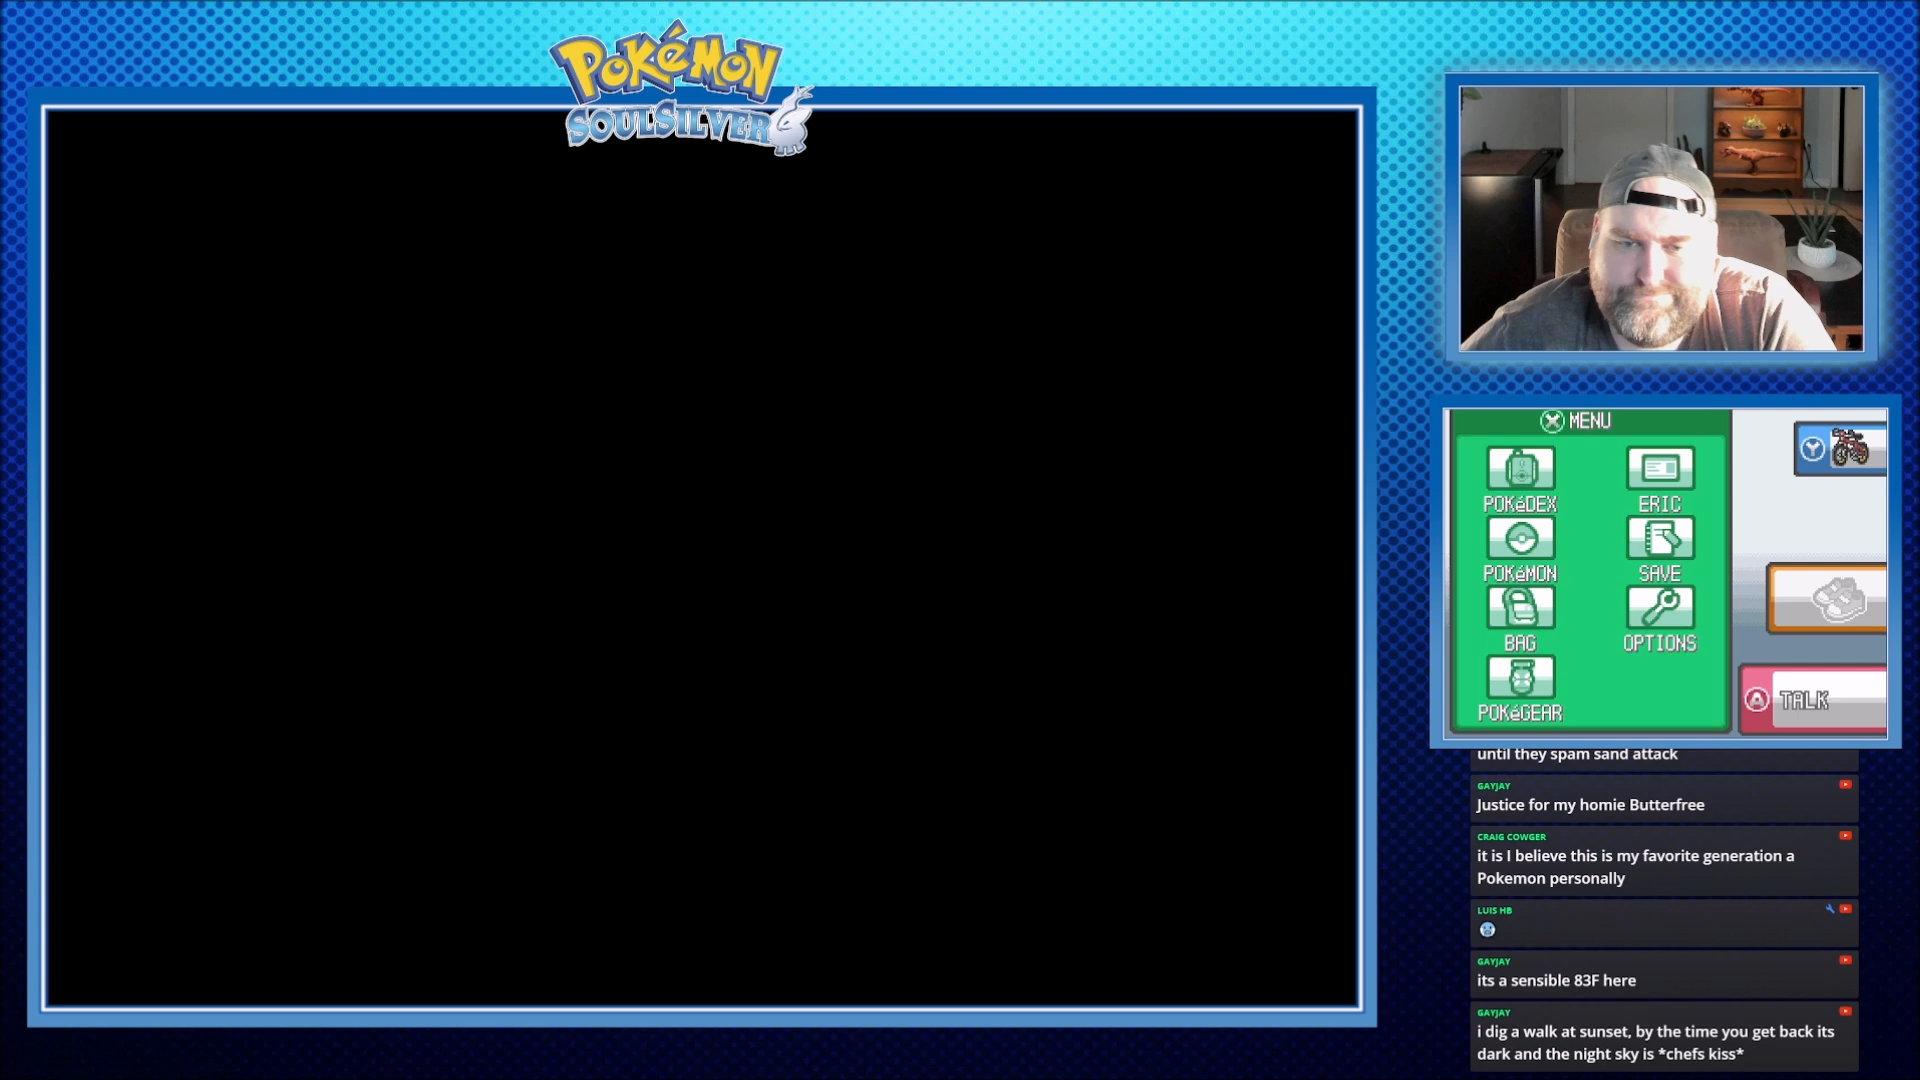 POKéMON
SOULSILVER
X MENU
Y
POKéDEX
ERIC
POKéMON
SAVE
BAG
OPTIONS
POKéGEAR
A TALK
until they spam sand attack
GAYJAY
Justice for my homie Butterfree
CRAIG COWGER
it is I believe this is my favorite generation a
Pokemon personally
LUIS HB
GAYJAY
its a sensible 83F here
GAYJAY
i dig a walk at sunset, by the time you get back its
dark and the night sky is *chefs kiss*